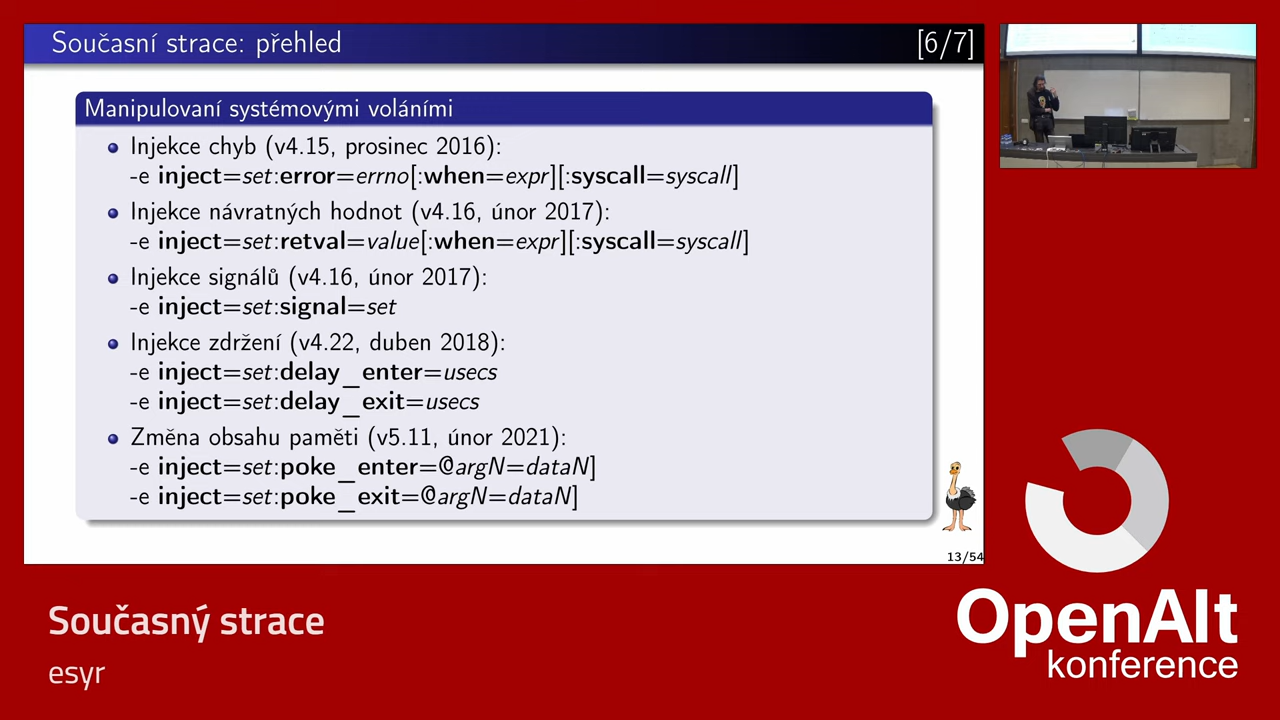 Současní strace: přehled [6/7]
Manipulovaní systémovými voláními
Injekce chyb (v4.15, prosinec 2016):
-e inject=set:error=errno[:when=expr][:syscall=syscall]
Injekce návratných hodnot (v4.16, únor 2017):
-e inject=set:retval=value[:when=expr][:syscall=syscall]
Injekce signálů (v4.16, únor 2017):
-e inject=set:signal=set
Injekce zdržení (v4.22, duben 2018):
-e inject=set:delay_enter=usecs
-e inject=set:delay_exit=usecs
Změna obsahu paměti (v5.11, únor 2021):
-e inject=set:poke_enter=@argN=dataN]
-e inject=set:poke_exit=@argN=dataN]
13/54
Současný strace
esyr
OpenAlt
konference